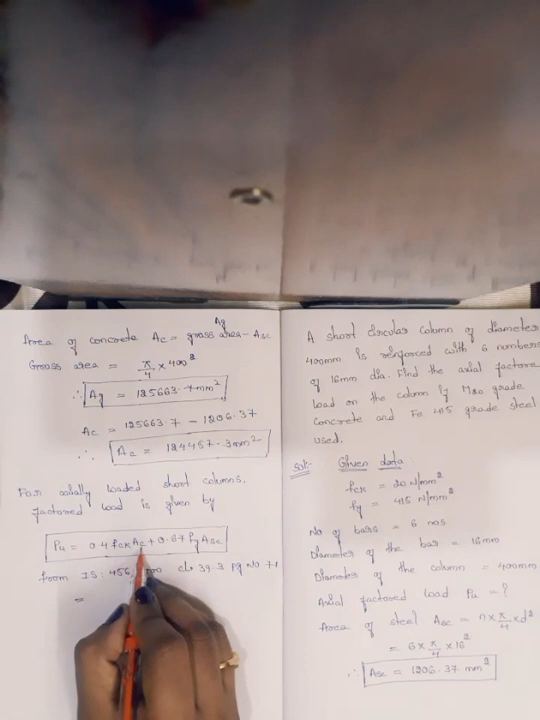 A short circular column of diameter
400mm is reinforced with 6 numbers
of 16mm dia. Find the axial factore
load on the column if M20 grade
concrete and Fe 415 grade steel
used.
Sol:- Given data
fck = 20 N/mm²
fy = 415 N/mm²
No of bars = 6 nos
Diameter of the bar = 16mm
Diameter of the column = 400mm
Axial factored load Pu = ?
Area of steel Asc = n × π/4 × d²
= 6 × π/4 × 16²
∴ Asc = 1206.37 mm²
Ag
Area of concrete Ac = gross area - Asc
Gross area = π/4 × 400²
∴ Ag = 125663.7mm²
Ac = 125663.7 - 1206.37
∴ Ac = 124457.3mm²
For axially loaded short columns.
factored load is given by
Pu = 0.4 fck Ac + 0.67 fy Asc
from IS: 456, cl. 39.3 pg No 71
=